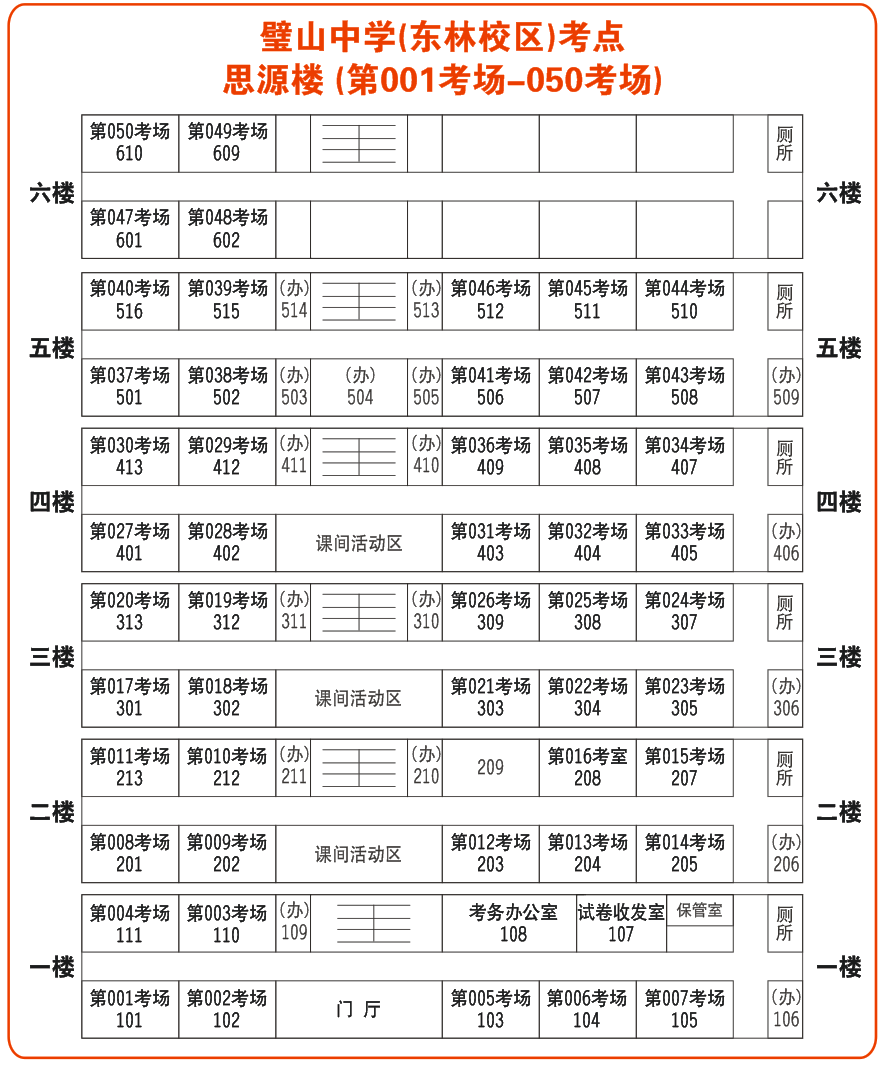 璧山中学(东林校区)考点
思源楼 (第001考场–050考场)
第050考场 第049考场 厕
610 609 所
六楼 六楼
第047考场 第048考场
601 602
第040考场 第039考场 (办) (办) 第046考场 第045考场 第044考场 厕
516 515 514 513 512 511 510 所
五楼 五楼
第037考场 第038考场 (办) (办) (办) 第041考场 第042考场 第043考场 (办)
501 502 503 504 505 506 507 508 509
第030考场 第029考场 (办) (办) 第036考场 第035考场 第034考场 厕
413 412 411 410 409 408 407 所
四楼 四楼
第027考场 第028考场 课间活动区 第031考场 第032考场 第033考场 (办)
401 402 403 404 405 406
第020考场 第019考场 (办) (办) 第026考场 第025考场 第024考场 厕
313 312 311 310 309 308 307 所
三楼 三楼
第017考场 第018考场 课间活动区 第021考场 第022考场 第023考场 (办)
301 302 303 304 305 306
第011考场 第010考场 (办) (办) 209 第016考室 第015考场 厕
213 212 211 210 208 207 所
二楼 二楼
第008考场 第009考场 课间活动区 第012考场 第013考场 第014考场 (办)
201 202 203 204 205 206
第004考场 第003考场 (办) 考务办公室 试卷收发室 保管室 厕
111 110 109 108 107 所
一楼 一楼
第001考场 第002考场 门 厅 第005考场 第006考场 第007考场 (办)
101 102 103 104 105 106